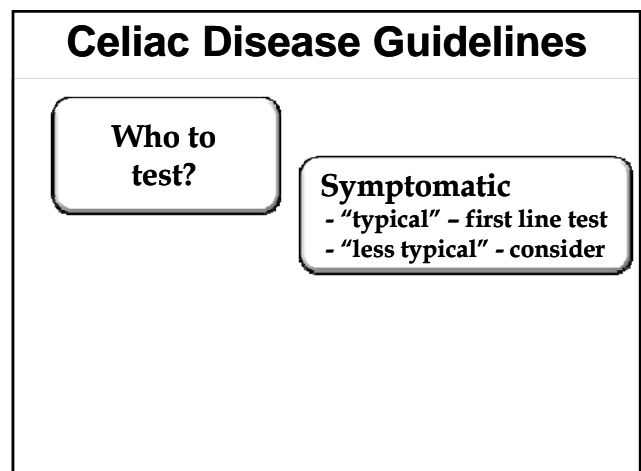 Celiac Disease Guidelines
Who to
test?
Symptomatic
- “typical” – first line test
- “less typical” - consider